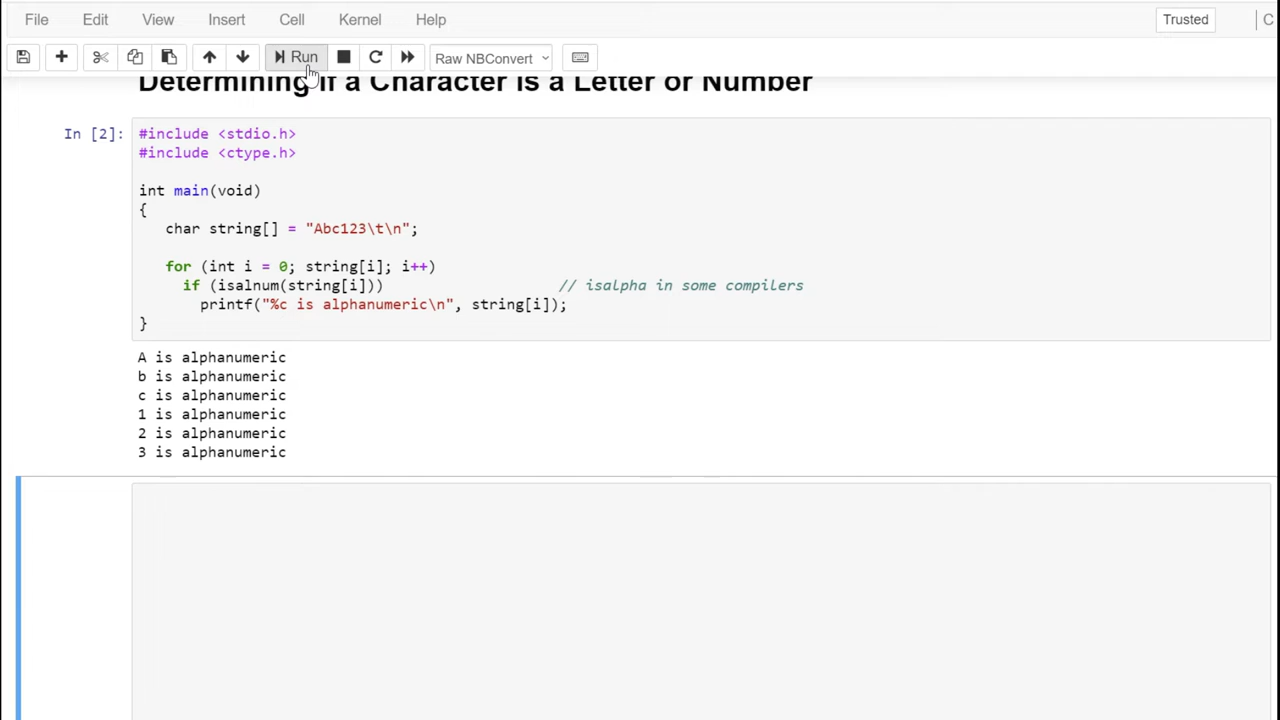 File Edit View Insert Cell Kernel Help Trusted C
Run Raw NBConvert
Determining if a Character is a Letter or Number
In [2]: #include <stdio.h>
#include <ctype.h>
int main(void)
{
char string[] = "Abc123\t\n";
for (int i = 0; string[i]; i++)
if (isalnum(string[i])) // isalpha in some compilers
printf("%c is alphanumeric\n", string[i]);
}
A is alphanumeric
b is alphanumeric
c is alphanumeric
1 is alphanumeric
2 is alphanumeric
3 is alphanumeric